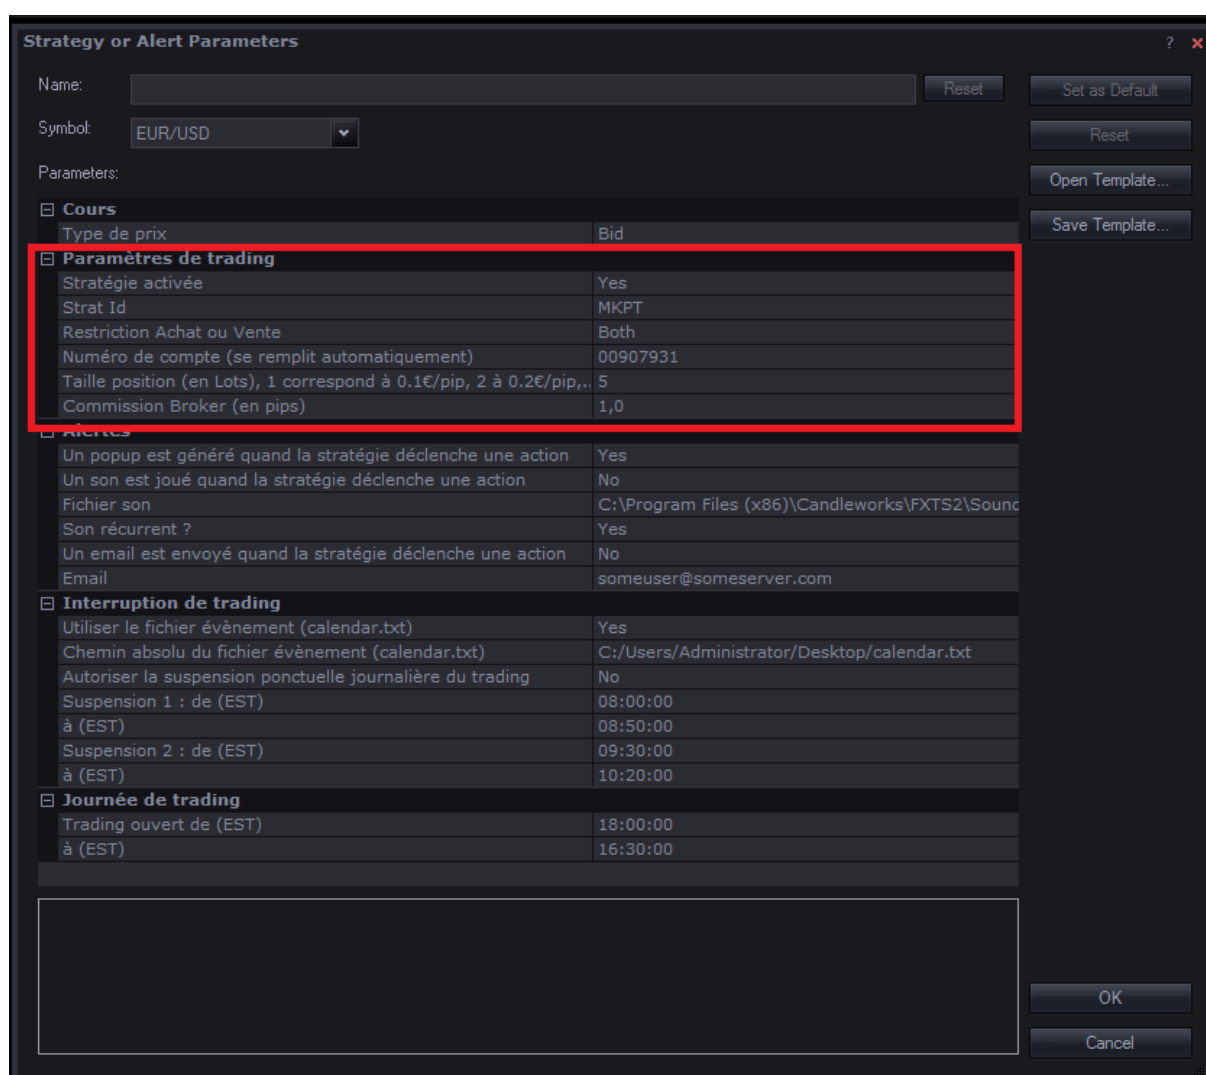 Strategy or Alert Parameters ?
Name: Reset Set as Default
Symbol: EUR/USD Reset
Parameters: Open Template...
Cours Save Template...
Type de prix Bid
Paramètres de trading
Stratégie activée Yes
Strat Id MKPT
Restriction Achat ou Vente Both
Numéro de compte (se remplit automatiquement) 00907931
Taille position (en Lots), 1 correspond à 0.1€/pip, 2 à 0.2€/pip,.. 5
Commission Broker (en pips) 1,0
Alertes
Un popup est généré quand la stratégie déclenche une action Yes
Un son est joué quand la stratégie déclenche une action No
Fichier son C:\Program Files (x86)\Candleworks\FXTS2\Sound
Son récurrent ? Yes
Un email est envoyé quand la stratégie déclenche une action No
Email someuser@someserver.com
Interruption de trading
Utiliser le fichier évènement (calendar.txt) Yes
Chemin absolu du fichier évènement (calendar.txt) C:/Users/Administrator/Desktop/calendar.txt
Autoriser la suspension ponctuelle journalière du trading No
Suspension 1 : de (EST) 08:00:00
à (EST) 08:50:00
Suspension 2 : de (EST) 09:30:00
à (EST) 10:20:00
Journée de trading
Trading ouvert de (EST) 18:00:00
à (EST) 16:30:00
OK
Cancel